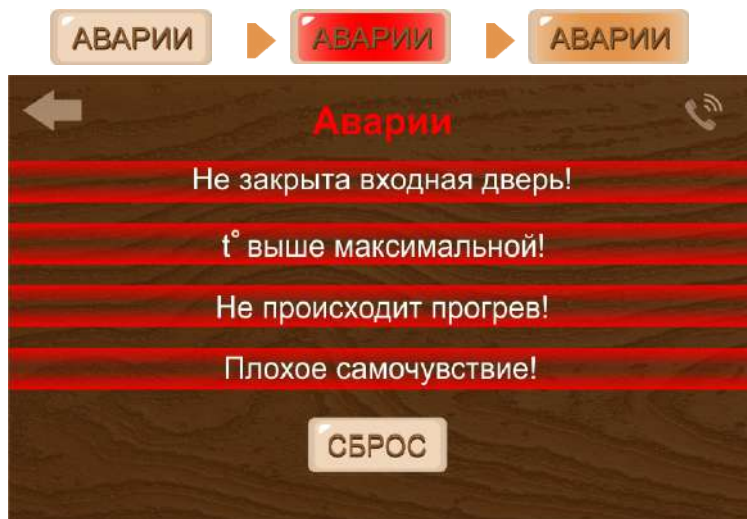 АВАРИИ АВАРИИ АВАРИИ
Аварии
Не закрыта входная дверь!
t° выше максимальной!
Не происходит прогрев!
Плохое самочувствие!
СБРОС